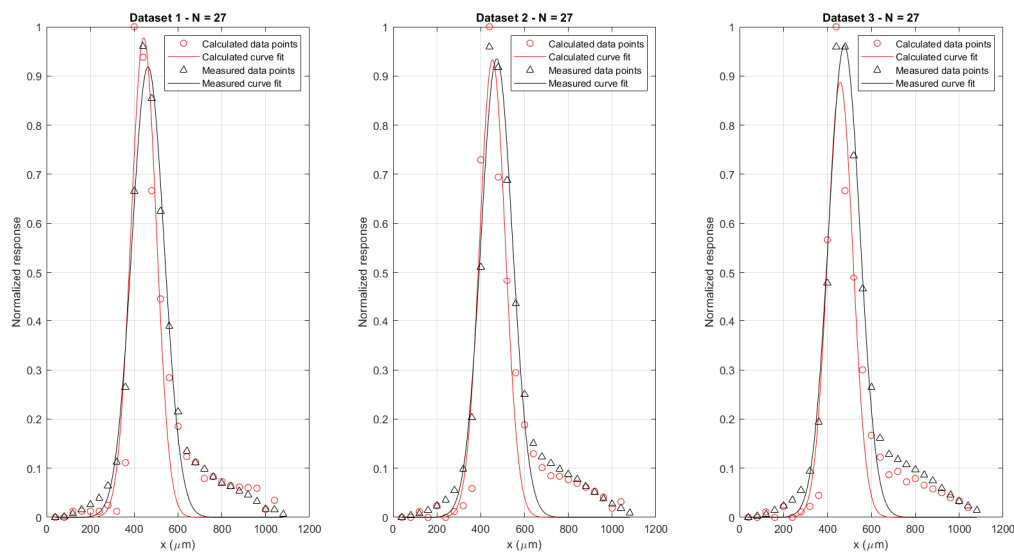 Dataset 1 - N = 27
Calculated data points
Calculated curve fit
Measured data points
Measured curve fit
Normalized response
1
0.9
0.8
0.7
0.6
0.5
0.4
0.3
0.2
0.1
0
0 200 400 600 800 1000 1200
x (μm)
Dataset 2 - N = 27
Calculated data points
Calculated curve fit
Measured data points
Measured curve fit
Normalized response
1
0.9
0.8
0.7
0.6
0.5
0.4
0.3
0.2
0.1
0
0 200 400 600 800 1000 1200
x (μm)
Dataset 3 - N = 27
Calculated data points
Calculated curve fit
Measured data points
Measured curve fit
Normalized response
1
0.9
0.8
0.7
0.6
0.5
0.4
0.3
0.2
0.1
0
0 200 400 600 800 1000 1200
x (μm)